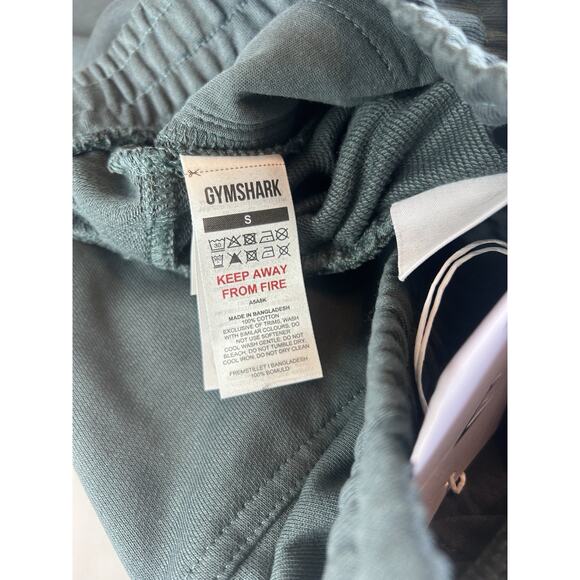 GYMSHARK
S
30
KEEP AWAY
FROM FIRE
A5A8K
MADE IN BANGLADESH
100% COTTON
EXCLUSIVE OF TRIMS, WASH
WITH SIMILAR COLOURS, DO
NOT USE SOFTENER
COOL WASH GENTLE, DO NOT
BLEACH, DO NOT TUMBLE DRY,
COOL IRON, DO NOT DRY CLEAN
FREMSTILLET I BANGLADESH
100% BOMULD